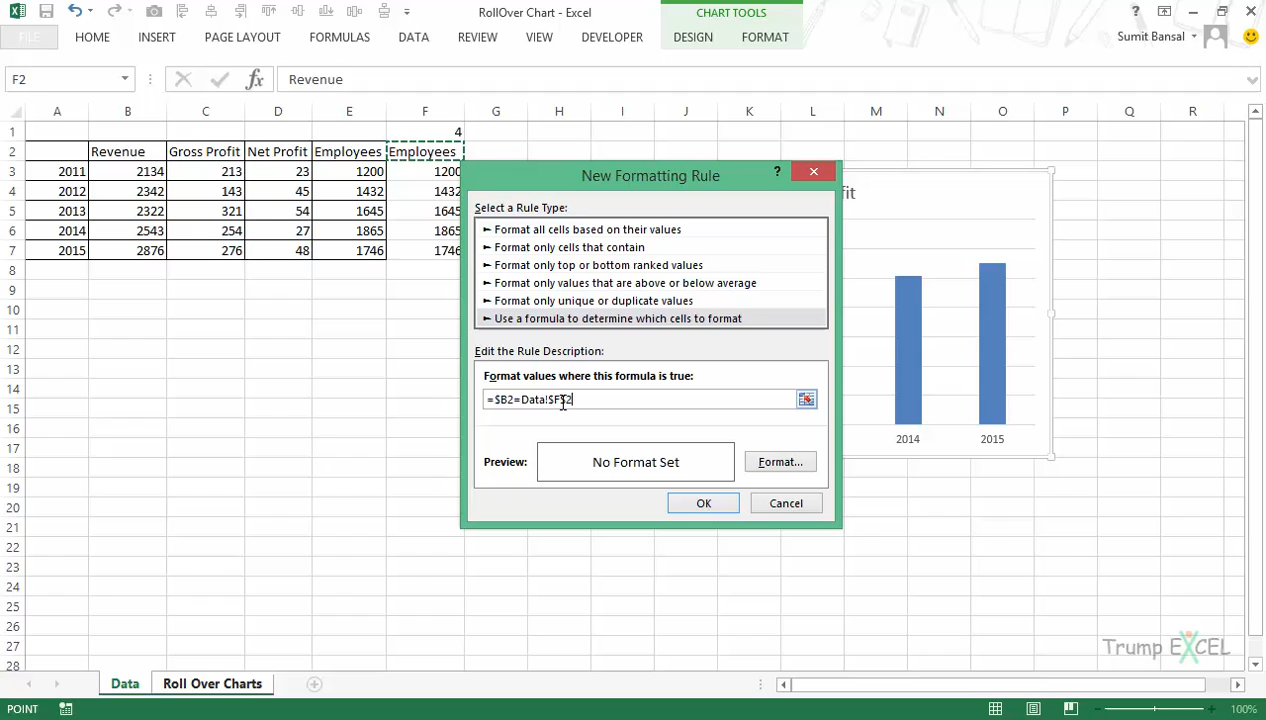 RollOver Chart - Excel
CHART TOOLS
FILE HOME INSERT PAGE LAYOUT FORMULAS DATA REVIEW VIEW DEVELOPER DESIGN FORMAT Sumit Bansal
F2 fx Revenue
A B C D E F G H I J K L M N O P Q R
1 4
2 Revenue Gross Profit Net Profit Employees Employees
3 2011 2134 213 23 1200 1200
4 2012 2342 143 45 1432 1432
5 2013 2322 321 54 1645 1645
6 2014 2543 254 27 1865 1865
7 2015 2876 276 48 1746 1746
8
9
10
11
12
13
14
15
16
17
18
19
20
21
22
23
24
25
26
27
28
New Formatting Rule
Select a Rule Type:
► Format all cells based on their values
► Format only cells that contain
► Format only top or bottom ranked values
► Format only values that are above or below average
► Format only unique or duplicate values
► Use a formula to determine which cells to format
Edit the Rule Description:
Format values where this formula is true:
=$B2=Data!$F$2
Preview: No Format Set Format...
OK Cancel
2014 2015
Trump EXCEL
Data Roll Over Charts
POINT 100%